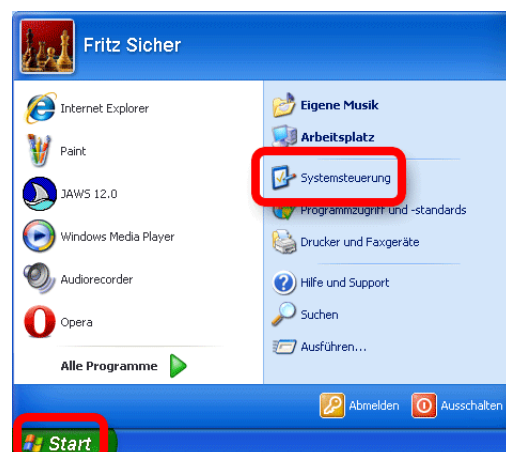 Fritz Sicher
Internet Explorer
Paint
JAWS 12.0
Windows Media Player
Audiorecorder
Opera
Alle Programme
Eigene Musik
Arbeitsplatz
Systemsteuerung
Programmzugriff und -standards
Drucker und Faxgeräte
Hilfe und Support
Suchen
Ausführen...
Abmelden
Ausschalten
Start